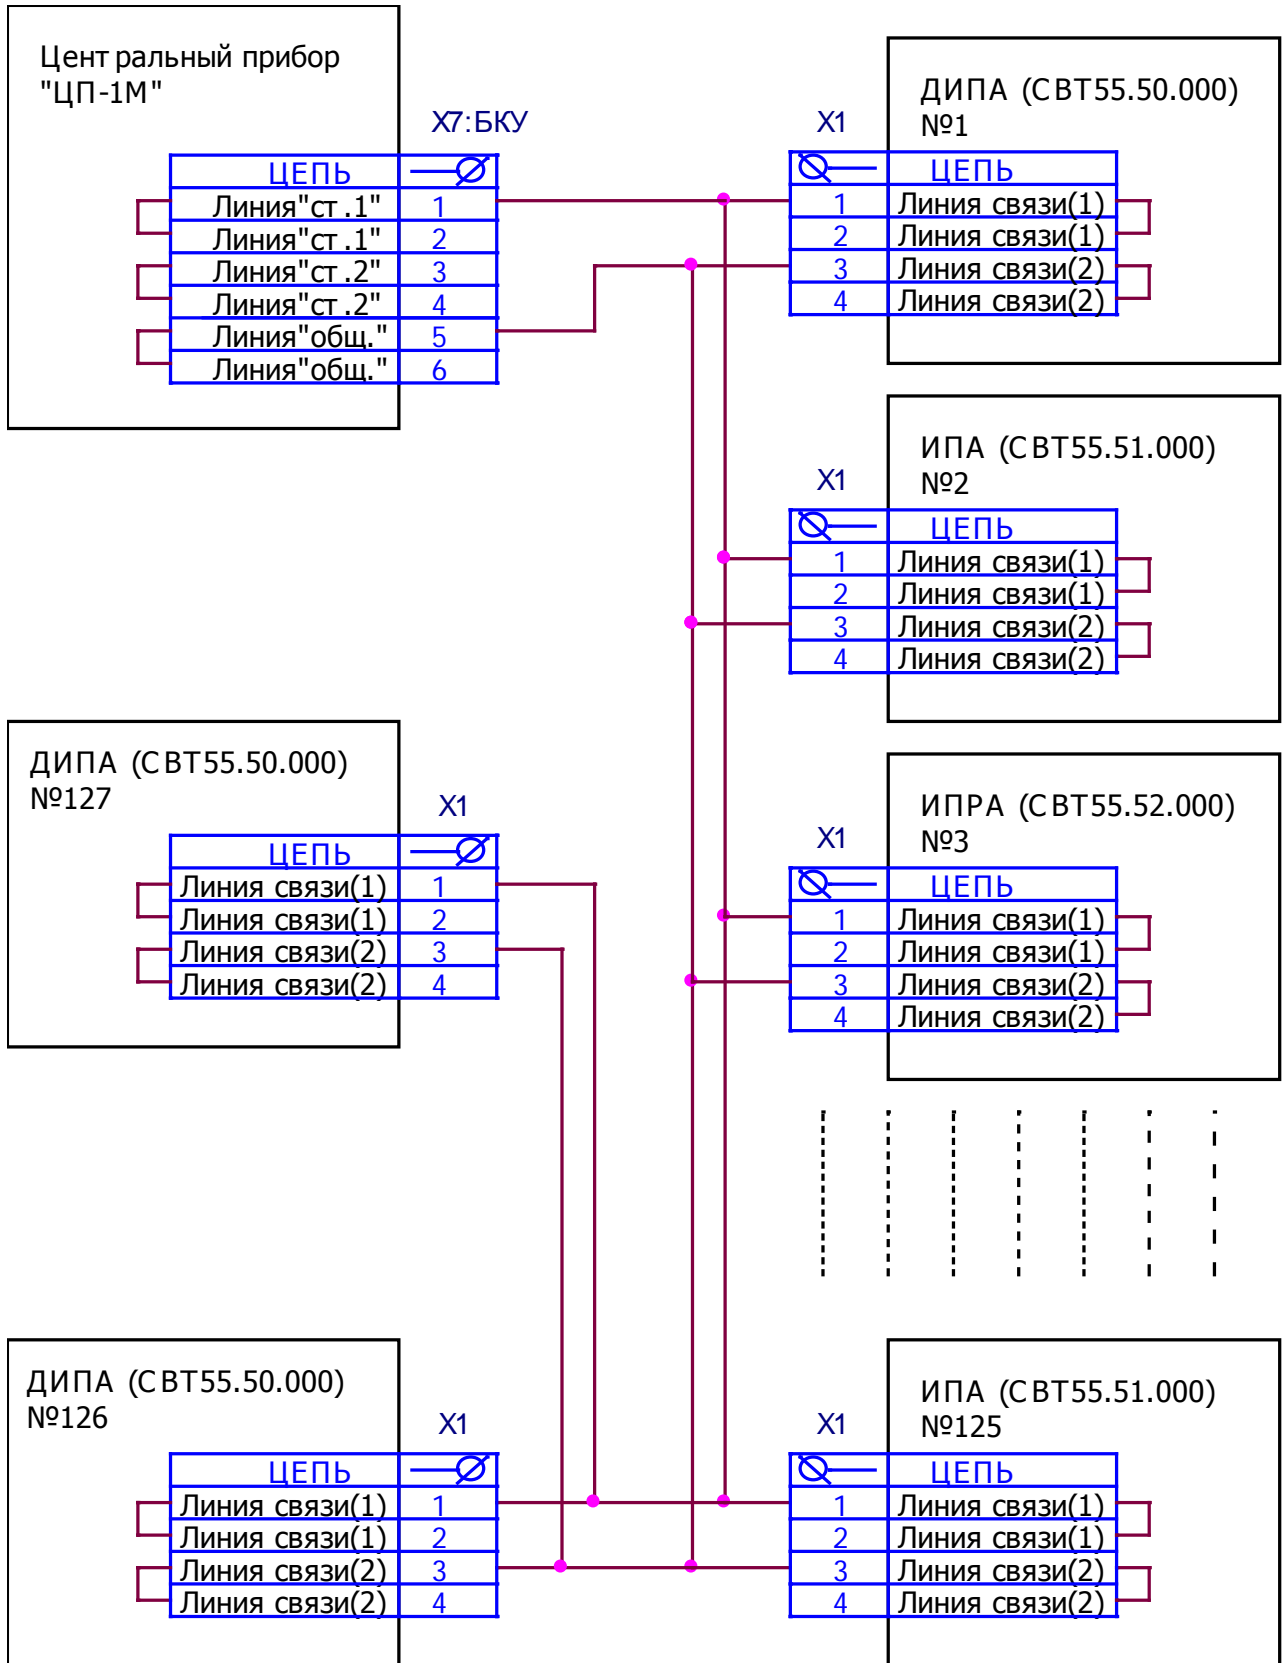 Центральный прибор
"ЦП-1М"
X7:БКУ
ЦЕПЬ
Линия"ст.1" 1
Линия"ст.1" 2
Линия"ст.2" 3
Линия"ст.2" 4
Линия"общ." 5
Линия"общ." 6
ДИПА (СВТ55.50.000)
№1
X1
ЦЕПЬ
1 Линия связи(1)
2 Линия связи(1)
3 Линия связи(2)
4 Линия связи(2)
ИПА (СВТ55.51.000)
№2
X1
ЦЕПЬ
1 Линия связи(1)
2 Линия связи(1)
3 Линия связи(2)
4 Линия связи(2)
ДИПА (СВТ55.50.000)
№127
X1
ЦЕПЬ
Линия связи(1) 1
Линия связи(1) 2
Линия связи(2) 3
Линия связи(2) 4
ИПРА (СВТ55.52.000)
№3
X1
ЦЕПЬ
1 Линия связи(1)
2 Линия связи(1)
3 Линия связи(2)
4 Линия связи(2)
ДИПА (СВТ55.50.000)
№126
X1
ЦЕПЬ
Линия связи(1) 1
Линия связи(1) 2
Линия связи(2) 3
Линия связи(2) 4
ИПА (СВТ55.51.000)
№125
X1
ЦЕПЬ
1 Линия связи(1)
2 Линия связи(1)
3 Линия связи(2)
4 Линия связи(2)